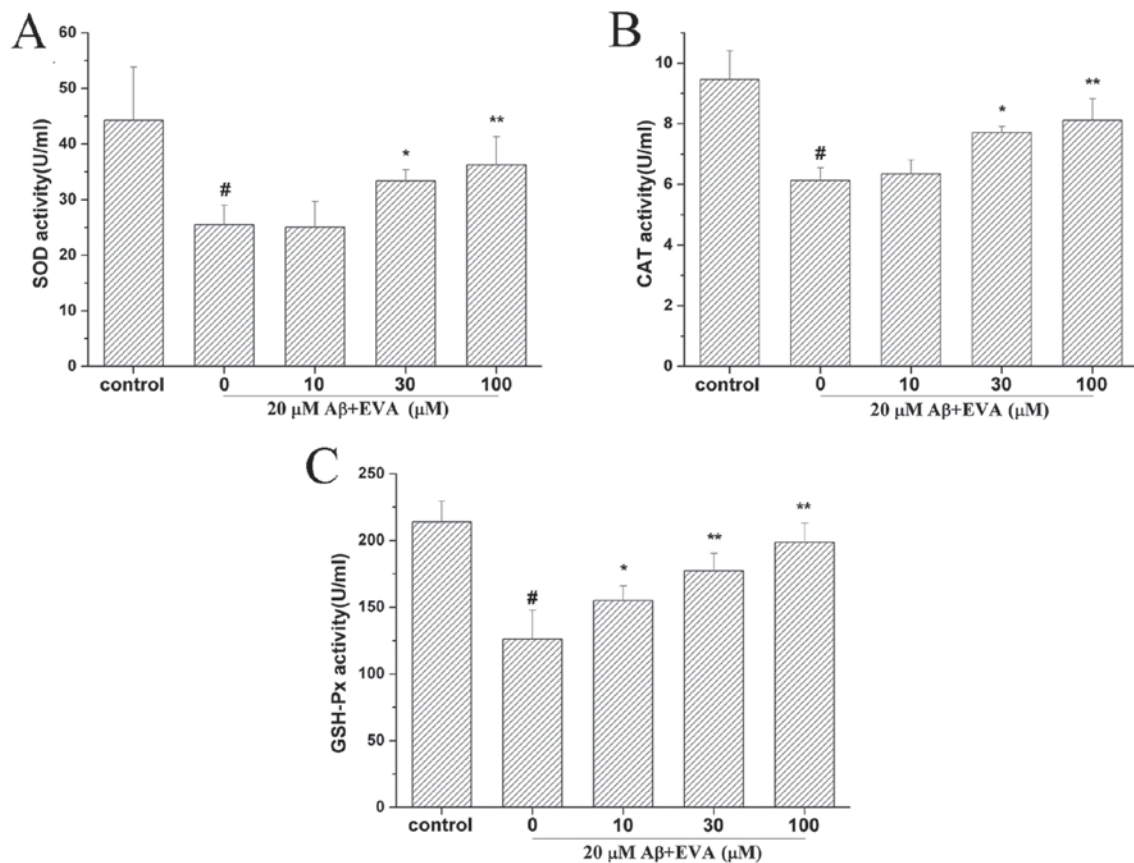 A
SOD activity(U/ml)
60
50
40
30
20
10
0
#
*
**
control 0 10 30 100
20 μM Aβ+EVA (μM)
B
CAT activity(U/ml)
10
8
6
4
2
0
#
*
**
control 0 10 30 100
20 μM Aβ+EVA (μM)
C
GSH-Px activity(U/ml)
250
200
150
100
50
0
#
*
**
**
control 0 10 30 100
20 μM Aβ+EVA (μM)